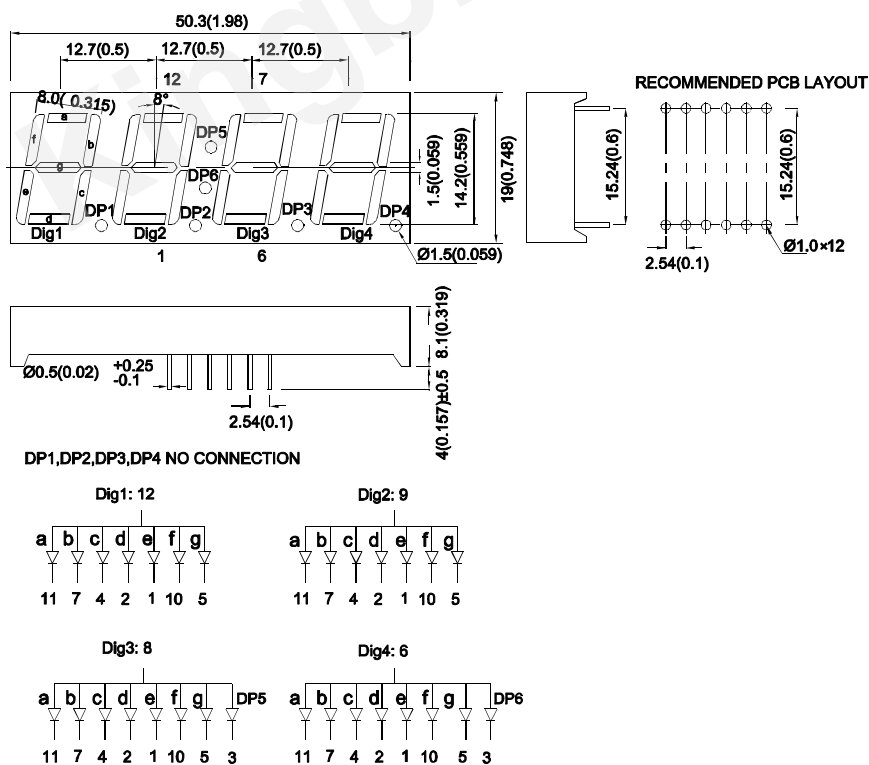 50.3(1.98)
12.7(0.5) 12.7(0.5) 12.7(0.5)
12 7
RECOMMENDED PCB LAYOUT
8.0( 0.315) 8°
a
f b
g
e c
d
DP5
DP6
DP1 DP2 DP3 DP4
Dig1 Dig2 Dig3 Dig4
1 6
1.5(0.059)
14.2(0.559)
19(0.748)
Ø1.5(0.059)
15.24(0.6)
15.24(0.6)
Ø1.0×12
2.54(0.1)
8.1(0.319)
4(0.157)±0.5
Ø0.5(0.02) +0.25
-0.1
2.54(0.1)
DP1,DP2,DP3,DP4 NO CONNECTION
Dig1: 12
a b c d e f g
11 7 4 2 1 10 5
Dig2: 9
a b c d e f g
11 7 4 2 1 10 5
Dig3: 8
a b c d e f g DP5
11 7 4 2 1 10 5 3
Dig4: 6
a b c d e f g DP6
11 7 4 2 1 10 5 3